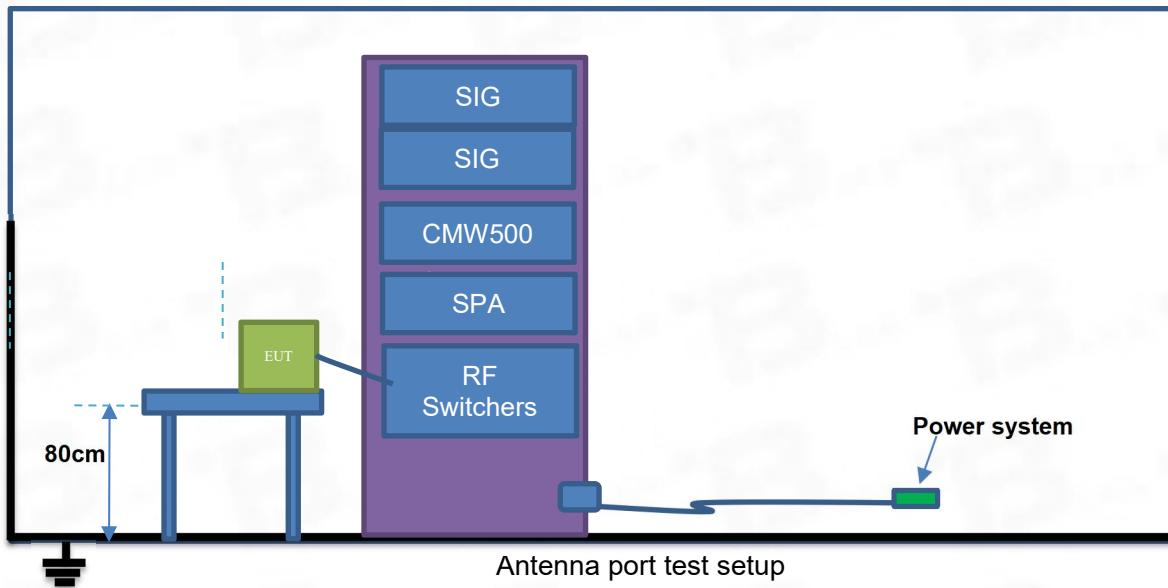 SIG
SIG
CMW500
SPA
EUT
RF
Switchers
80cm
Power system
Antenna port test setup